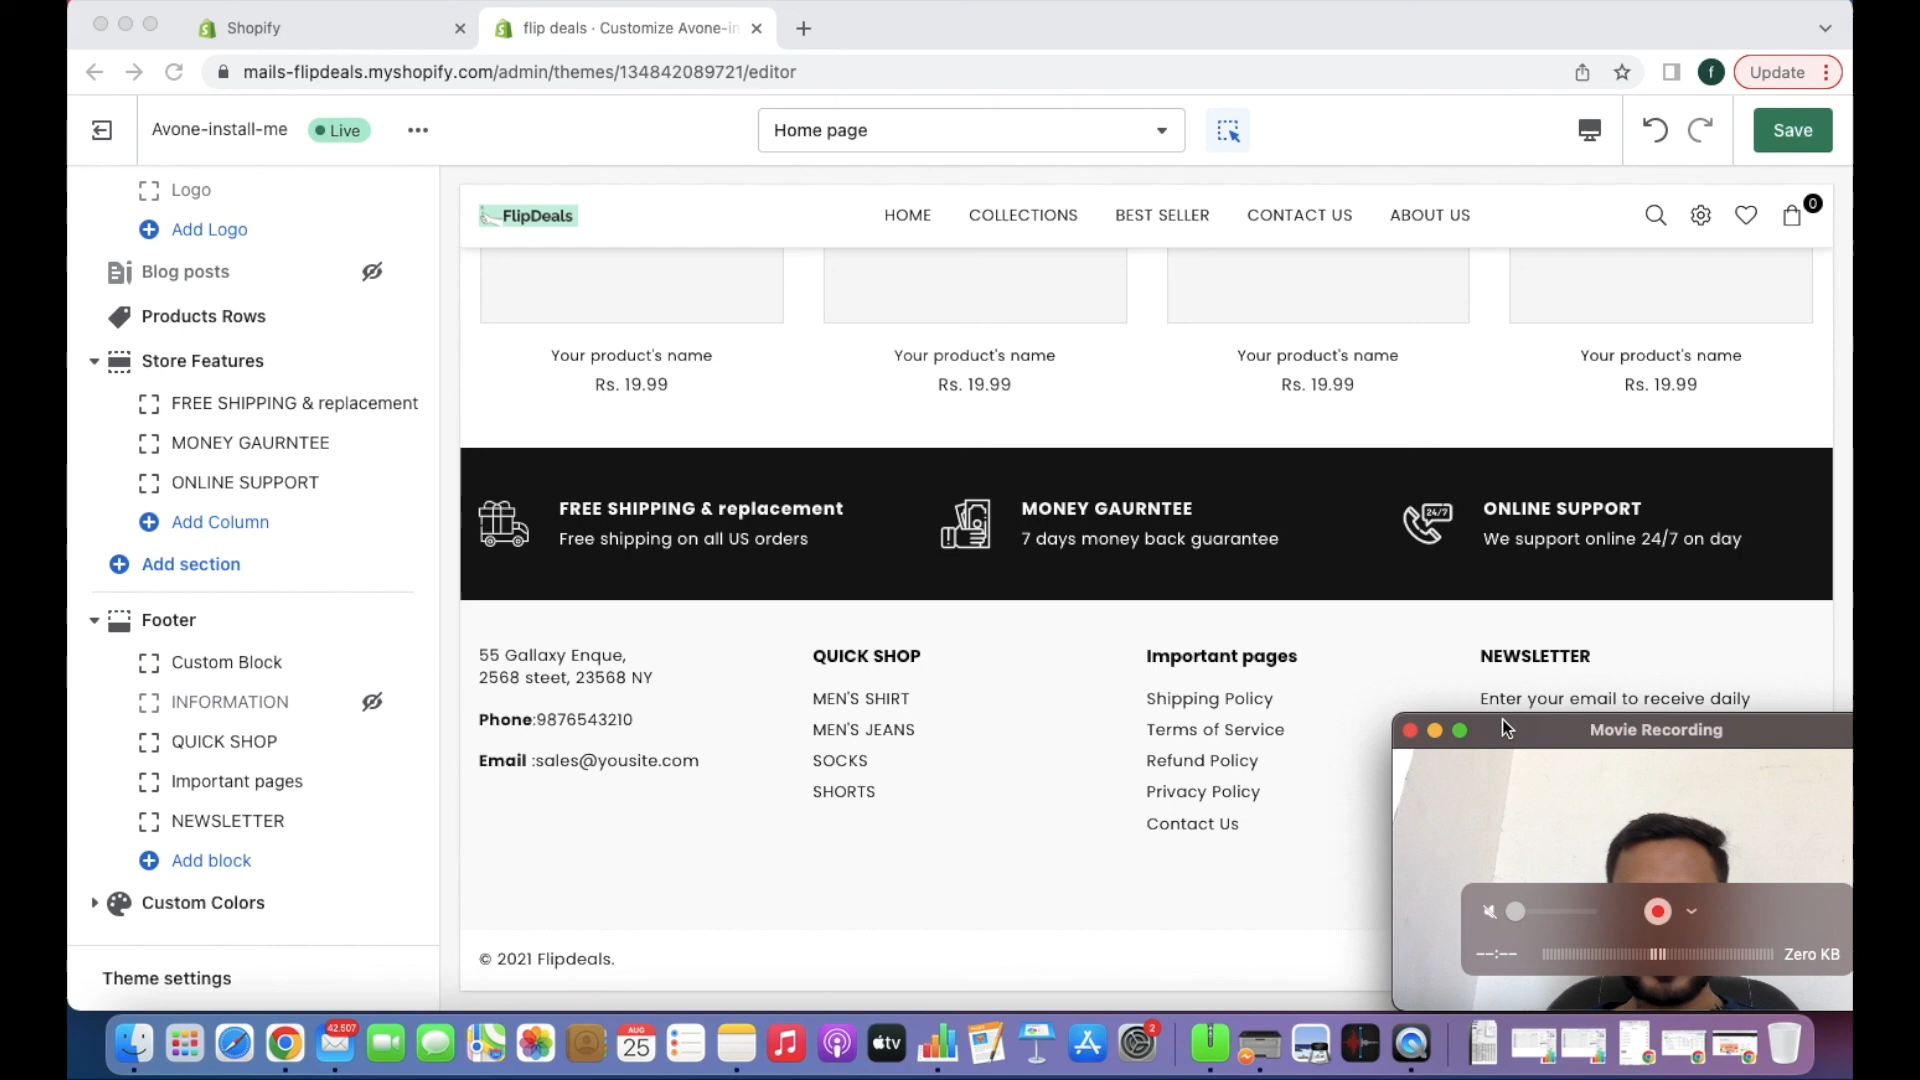 Shopify
flip deals · Customize Avone-in
mails-flipdeals.myshopify.com/admin/themes/134842089721/editor
f
Update
Avone-install-me
Live
Home page
Save
Logo
Add Logo
Blog posts
Products Rows
Store Features
FREE SHIPPING & replacement
MONEY GAURNTEE
ONLINE SUPPORT
Add Column
Add section
Footer
Custom Block
INFORMATION
QUICK SHOP
Important pages
NEWSLETTER
Add block
Custom Colors
Theme settings
FlipDeals
HOME
COLLECTIONS
BEST SELLER
CONTACT US
ABOUT US
0
Your product's name
Rs. 19.99
Your product's name
Rs. 19.99
Your product's name
Rs. 19.99
Your product's name
Rs. 19.99
FREE SHIPPING & replacement
Free shipping on all US orders
MONEY GAURNTEE
7 days money back guarantee
24/7
ONLINE SUPPORT
We support online 24/7 on day
55 Gallaxy Enque,
2568 steet, 23568 NY
Phone:9876543210
Email :sales@yousite.com
QUICK SHOP
MEN'S SHIRT
MEN'S JEANS
SOCKS
SHORTS
Important pages
Shipping Policy
Terms of Service
Refund Policy
Privacy Policy
Contact Us
NEWSLETTER
Enter your email to receive daily
© 2021 Flipdeals.
Movie Recording
--:--
Zero KB
42,507
AUG
25
tv
2